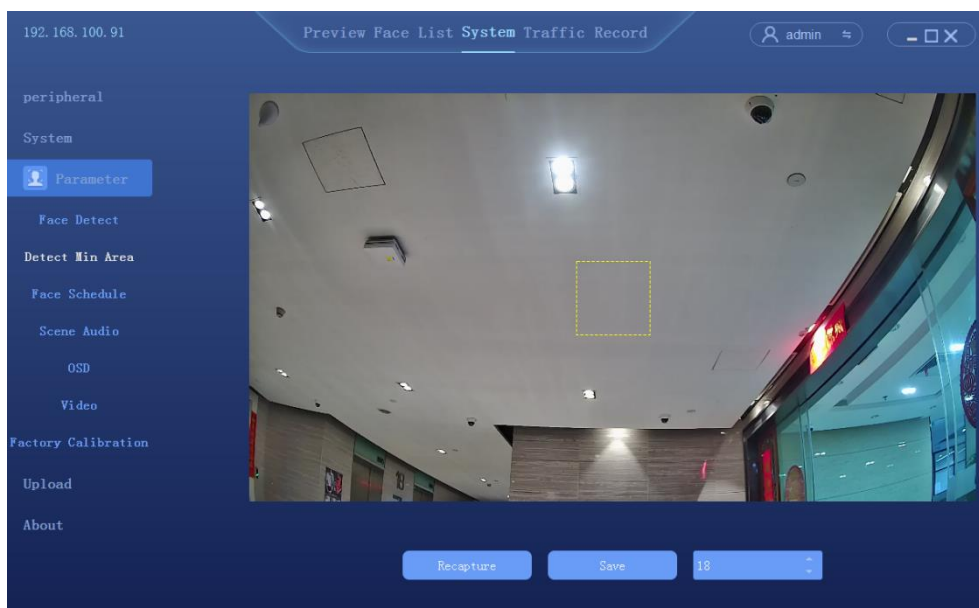 192.168.100.91
Preview Face List System Traffic Record
admin
peripheral
System
Parameter
Face Detect
Detect Min Area
Face Schedule
Scene Audio
OSD
Video
Factory Calibration
Upload
About
13
Recapture
Save
18